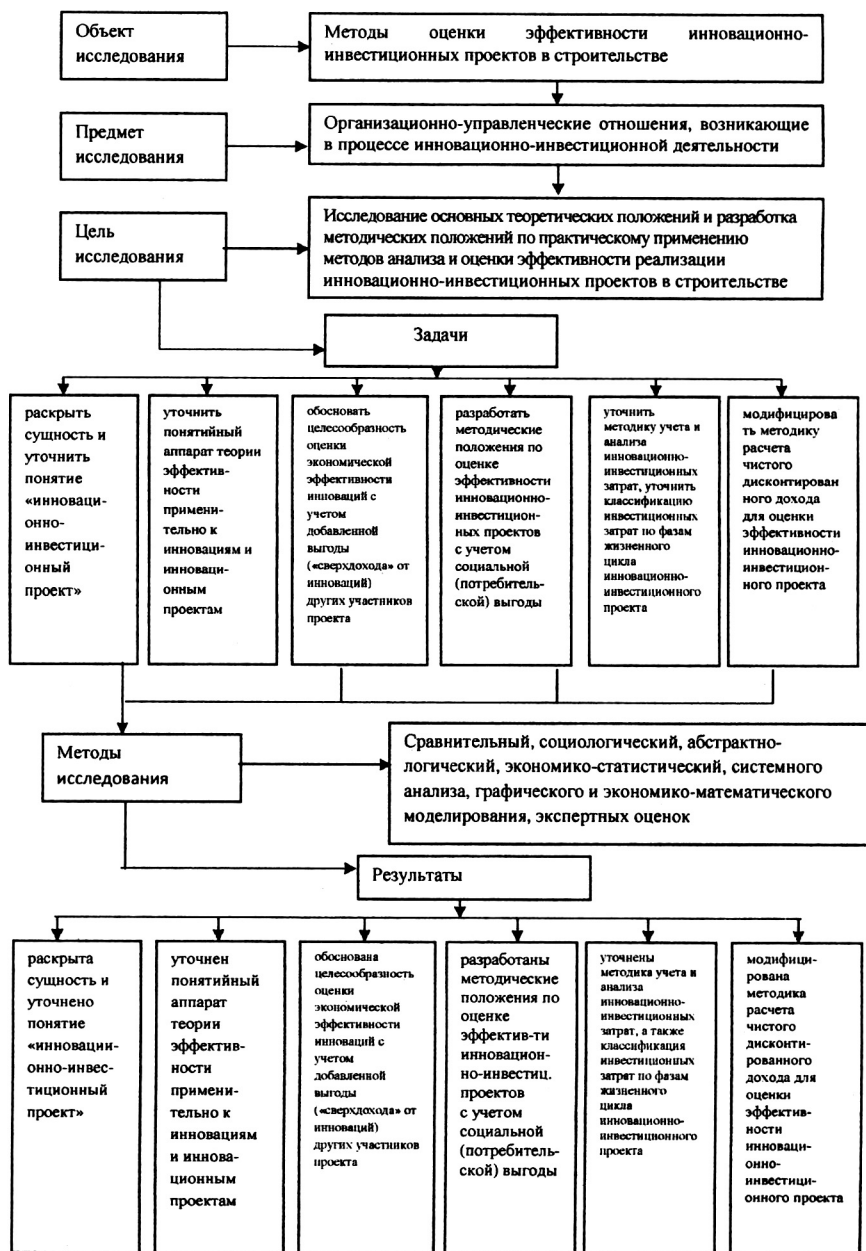 Объект
исследования
Методы оценки эффективности инновационно-
инвестиционных проектов в строительстве
Предмет
исследования
Организационно-управленческие отношения, возникающие
в процессе инновационно-инвестиционной деятельности
Цель
исследования
Исследование основных теоретических положений и разработка
методических положений по практическому применению
методов анализа и оценки эффективности реализации
инновационно-инвестиционных проектов в строительстве
Задачи
раскрыть
сущность и
уточнить
понятие
«инноваци-
онно-
инвестици-
онный
проект»
уточнить
понятийный
аппарат теории
эффектив-
ности
примени-
тельно к
инновациям и
инноваци-
онным
проектам
обосновать
целесообразность
оценки
экономической
эффективности
инноваций с
учетом
добавленной
выгоды
(«сверхдохода» от
инноваций)
других участников
проекта
разработать
методические
положения по
оценке
эффективности
инновационно-
инвестицион-
ных проектов
с учетом
социальной
(потребитель-
ской) выгоды
уточнить
методику учета и
анализа
инновационно-
инвестиционных
затрат, уточнить
классификацию
инвестиционных
затрат по фазам
жизненного
цикла
инновационно-
инвестиционного
проекта
модифицирова
ть методику
расчета
чистого
дисконтирован
ного дохода
для оценки
эффективности
инновационно-
инвестицион-
ного проекта
Методы
исследования
Сравнительный, социологический, абстрактно-
логический, экономико-статистический, системного
анализа, графического и экономико-математического
моделирования, экспертных оценок
Результаты
раскрыта
сущность и
уточнено
понятие
«инноваци-
онно-инвес-
тиционный
проект»
уточнен
понятийный
аппарат
теории
эффектив-
ности
примени-
тельно к
инновациям
и иннова-
ционным
проектам
обоснована
целесообразность
оценки
экономической
эффективности
инноваций с
учетом
добавленной
выгоды
(«сверхдохода» от
инноваций)
других участников
проекта
разработаны
методические
положения по
оценке
эффектив-ти
инновацион-
но-инвестиц.
проектов
с учетом
социальной
(потребитель-
ской) выгоды
уточнены
методика учета и
анализа
инновационно-
инвестиционных
затрат, а также
классификация
инвестиционных
затрат по фазам
жизненного
цикла
инновационно-
инвестиционного
проекта
модифици-
рована
методика
расчета
чистого
дисконти-
рованного
дохода для
оценки
эффектив-
ности
инноваци-
онно-
инвестици-
онного проекта